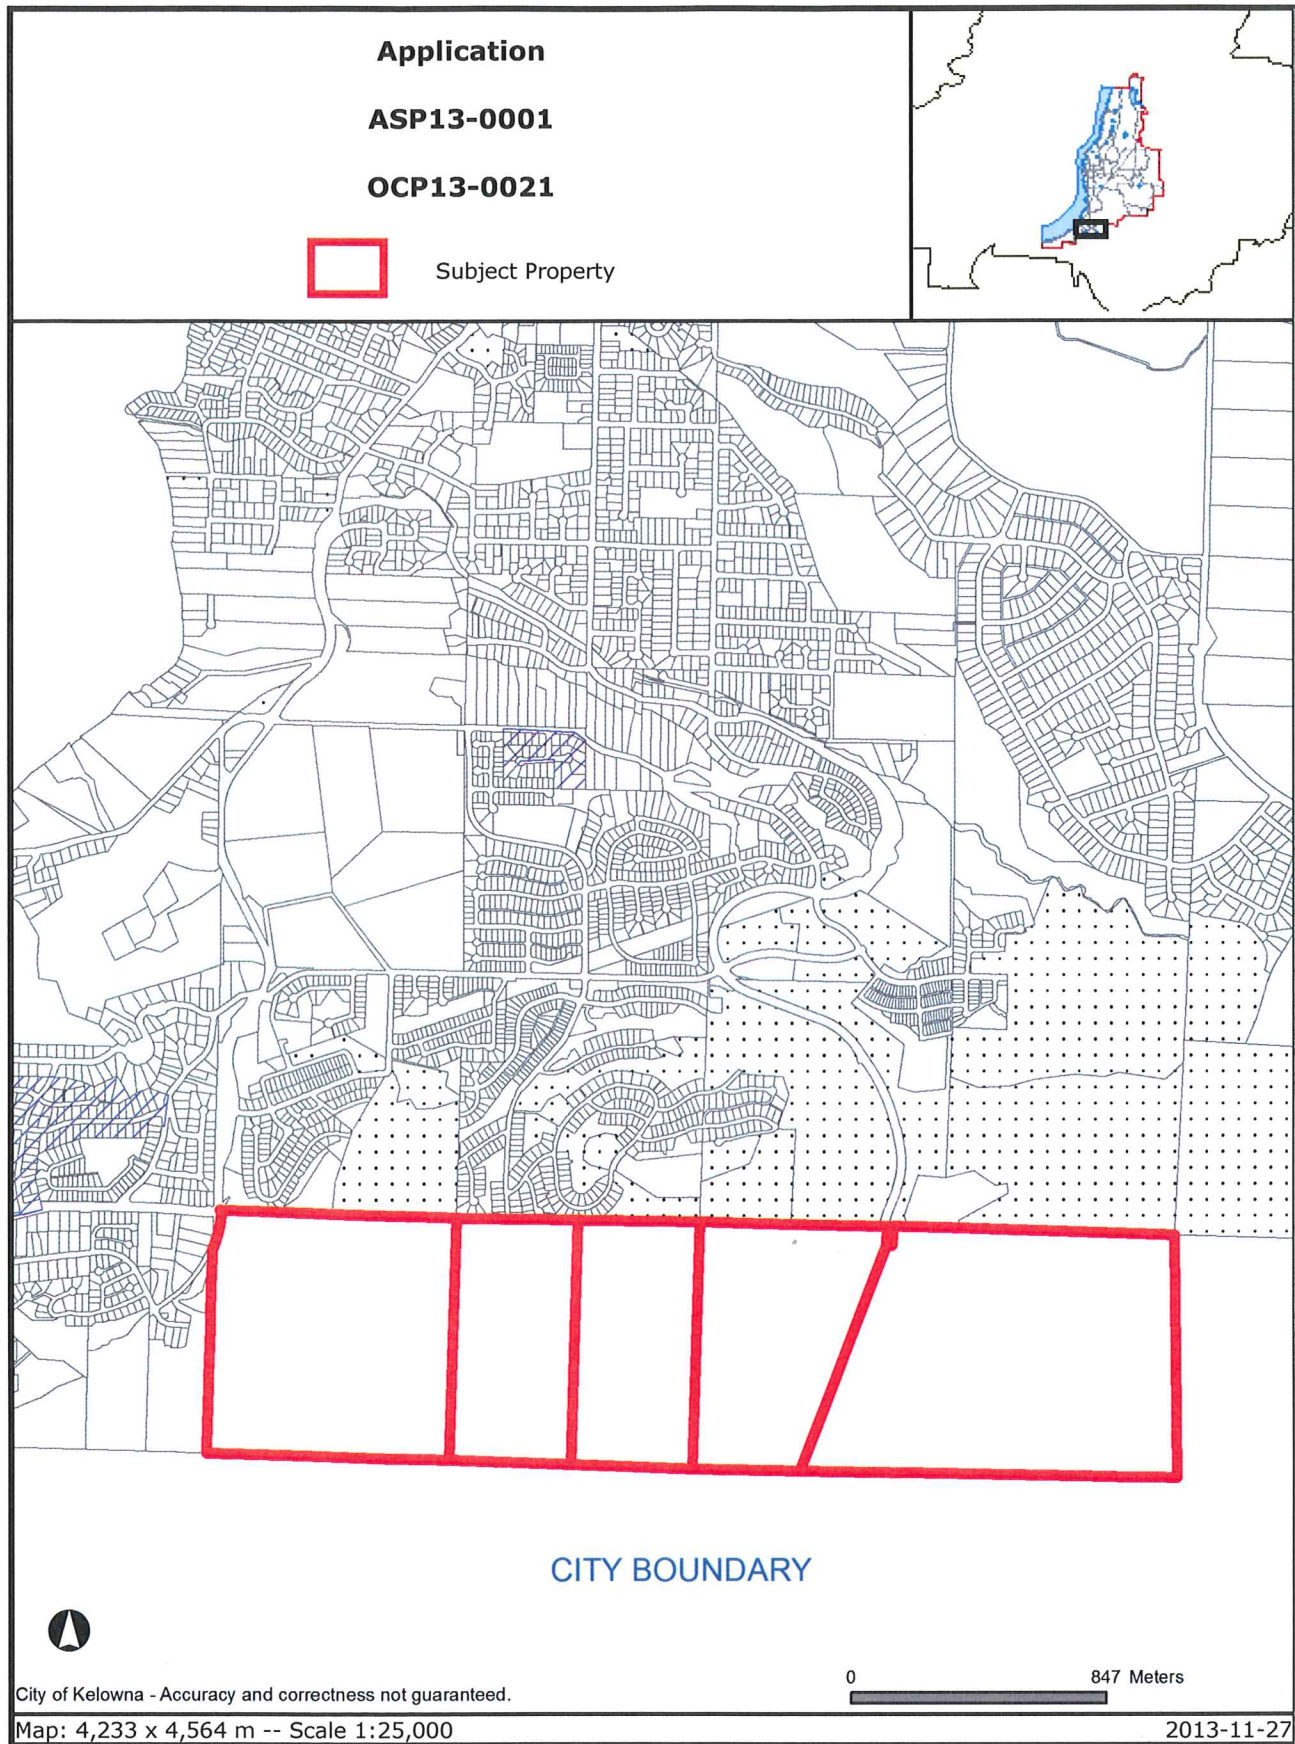 Application
ASP13-0001
OCP13-0021
Subject Property
CITY BOUNDARY
0 847 Meters
City of Kelowna - Accuracy and correctness not guaranteed.
Map: 4,233 x 4,564 m -- Scale 1:25,000
2013-11-27